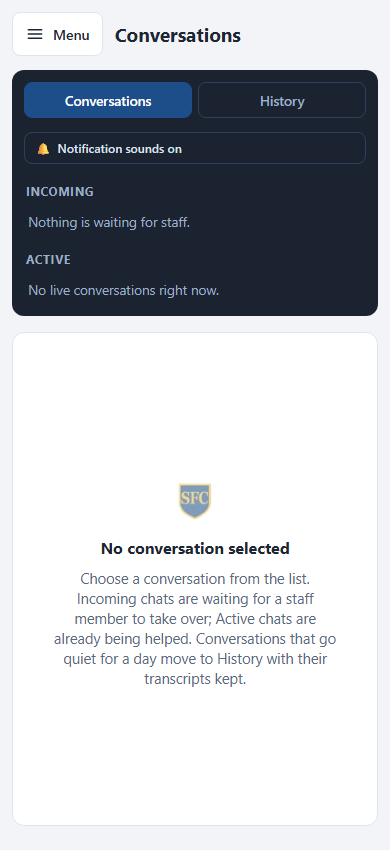 Menu
Conversations
Conversations
History
Notification sounds on
INCOMING
Nothing is waiting for staff.
ACTIVE
No live conversations right now.
SFC
No conversation selected
Choose a conversation from the list.
Incoming chats are waiting for a staff
member to take over; Active chats are
already being helped. Conversations that go
quiet for a day move to History with their
transcripts kept.